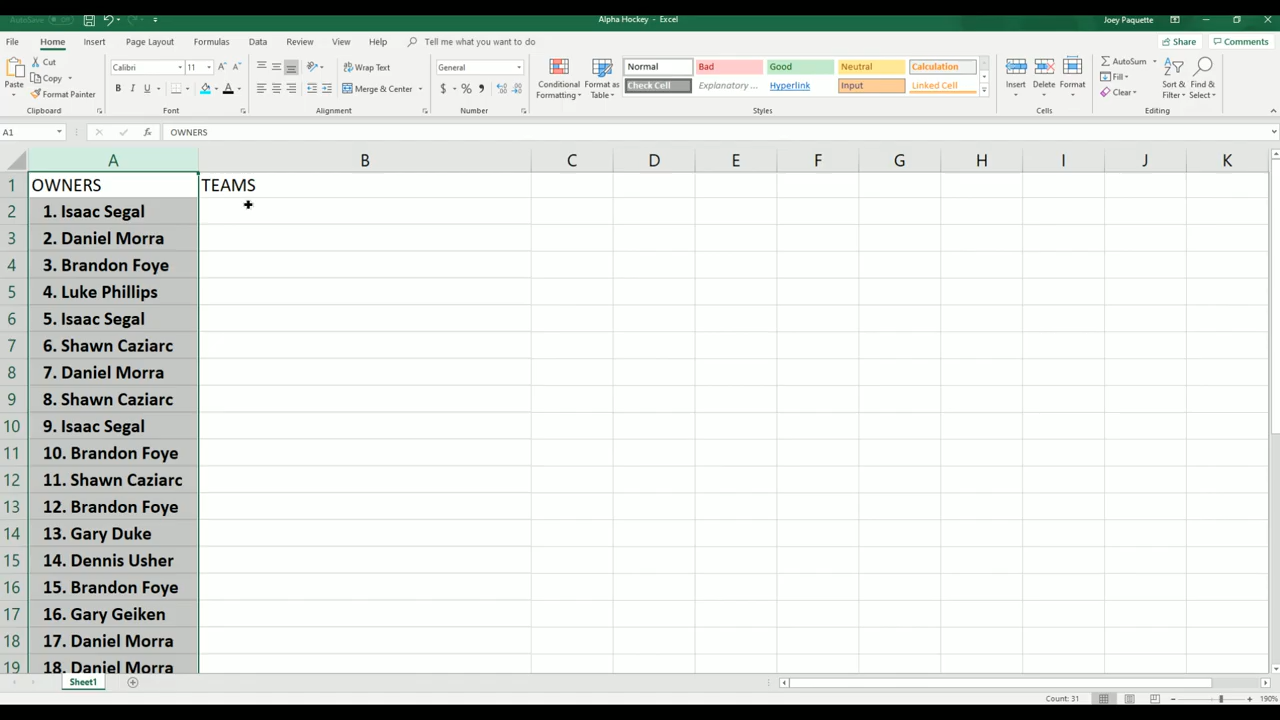 AutoSave Off
Alpha Hockey - Excel
Joey Paquette
File Home Insert Page Layout Formulas Data Review View Help Tell me what you want to do
Share Comments
Paste
Cut
Copy
Format Painter
Clipboard
Calibri 11
B I U
Font
Wrap Text
Merge & Center
Alignment
General
$ % ,
Number
Conditional Formatting
Format as Table
Normal Bad Good Neutral Calculation
Check Cell Explanatory ... Hyperlink Input Linked Cell
Styles
Insert Delete Format
Cells
AutoSum
Fill
Clear
Sort & Filter
Find & Select
Editing
A1 fx OWNERS
A B C D E F G H I J K
1 OWNERS TEAMS
2 1. Isaac Segal
3 2. Daniel Morra
4 3. Brandon Foye
5 4. Luke Phillips
6 5. Isaac Segal
7 6. Shawn Caziarc
8 7. Daniel Morra
9 8. Shawn Caziarc
10 9. Isaac Segal
11 10. Brandon Foye
12 11. Shawn Caziarc
13 12. Brandon Foye
14 13. Gary Duke
15 14. Dennis Usher
16 15. Brandon Foye
17 16. Gary Geiken
18 17. Daniel Morra
19 18. Daniel Morra
Sheet1
Count: 31
190%